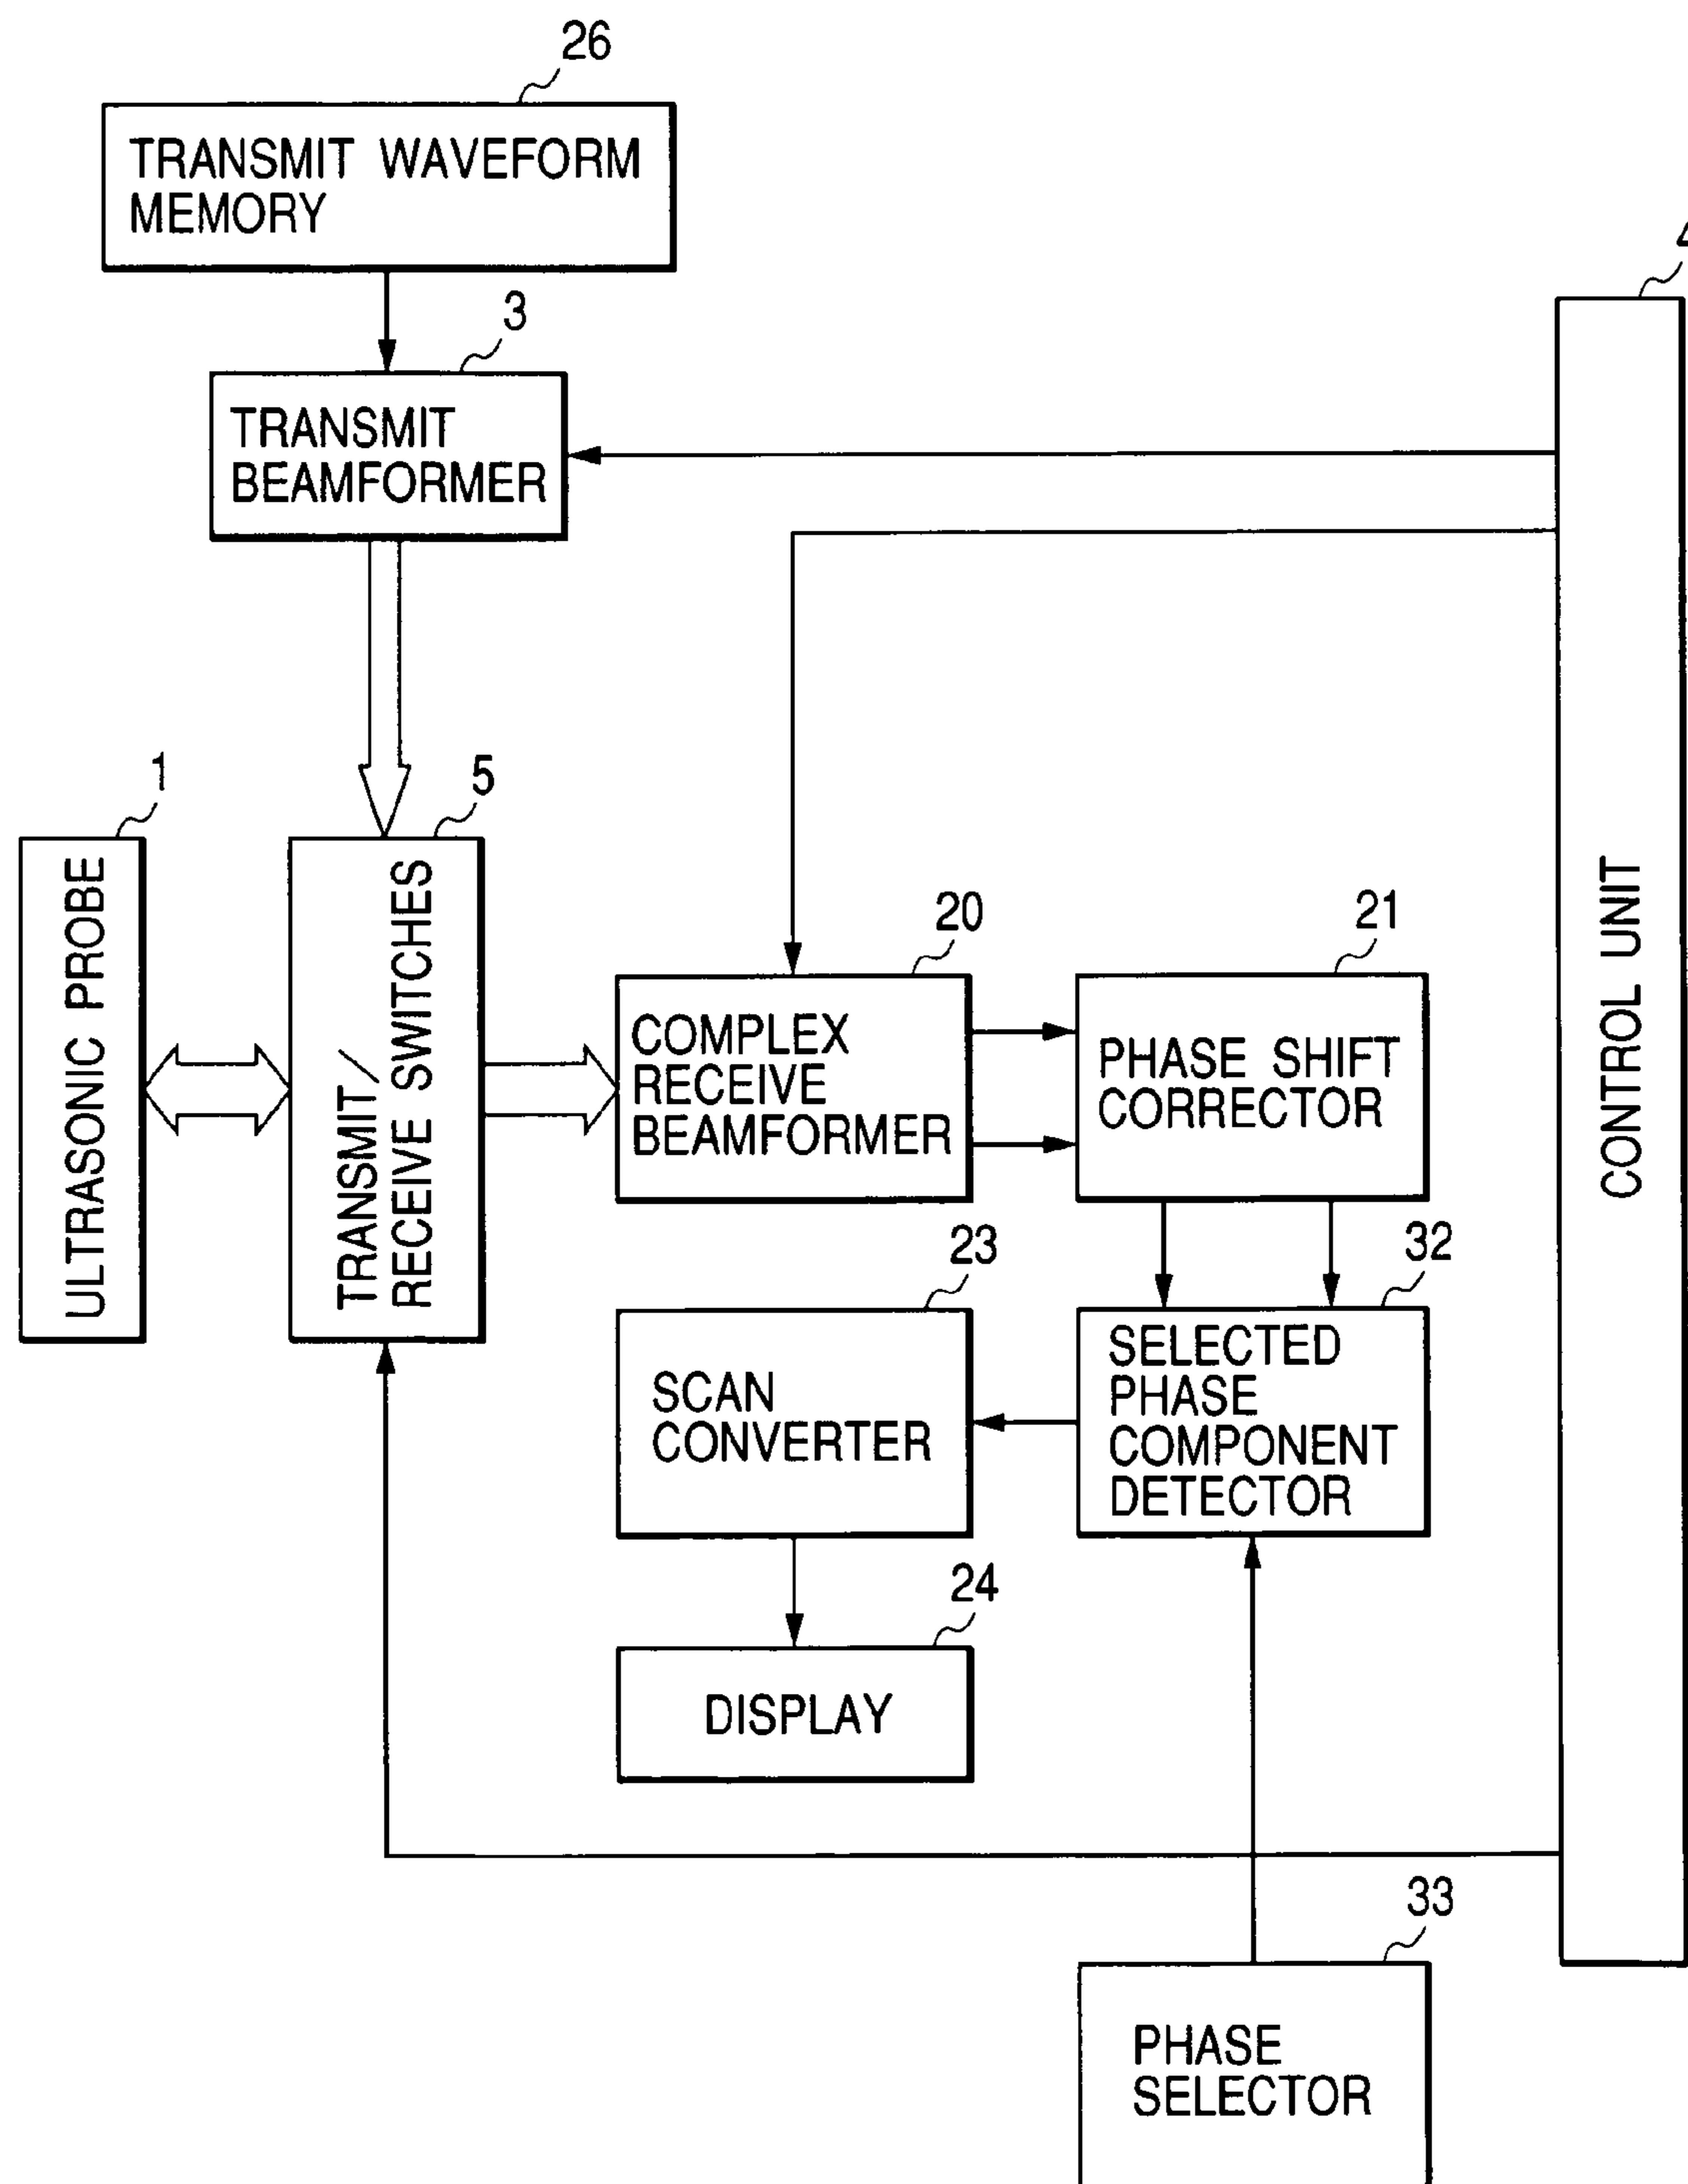 26
TRANSMIT WAVEFORM
MEMORY
3
TRANSMIT
BEAMFORMER
4
1
ULTRASONIC PROBE
5
TRANSMIT/
RECEIVE SWITCHES
20
COMPLEX
RECEIVE
BEAMFORMER
21
PHASE SHIFT
CORRECTOR
CONTROL UNIT
23
SCAN
CONVERTER
32
SELECTED
PHASE
COMPONENT
DETECTOR
24
DISPLAY
33
PHASE
SELECTOR